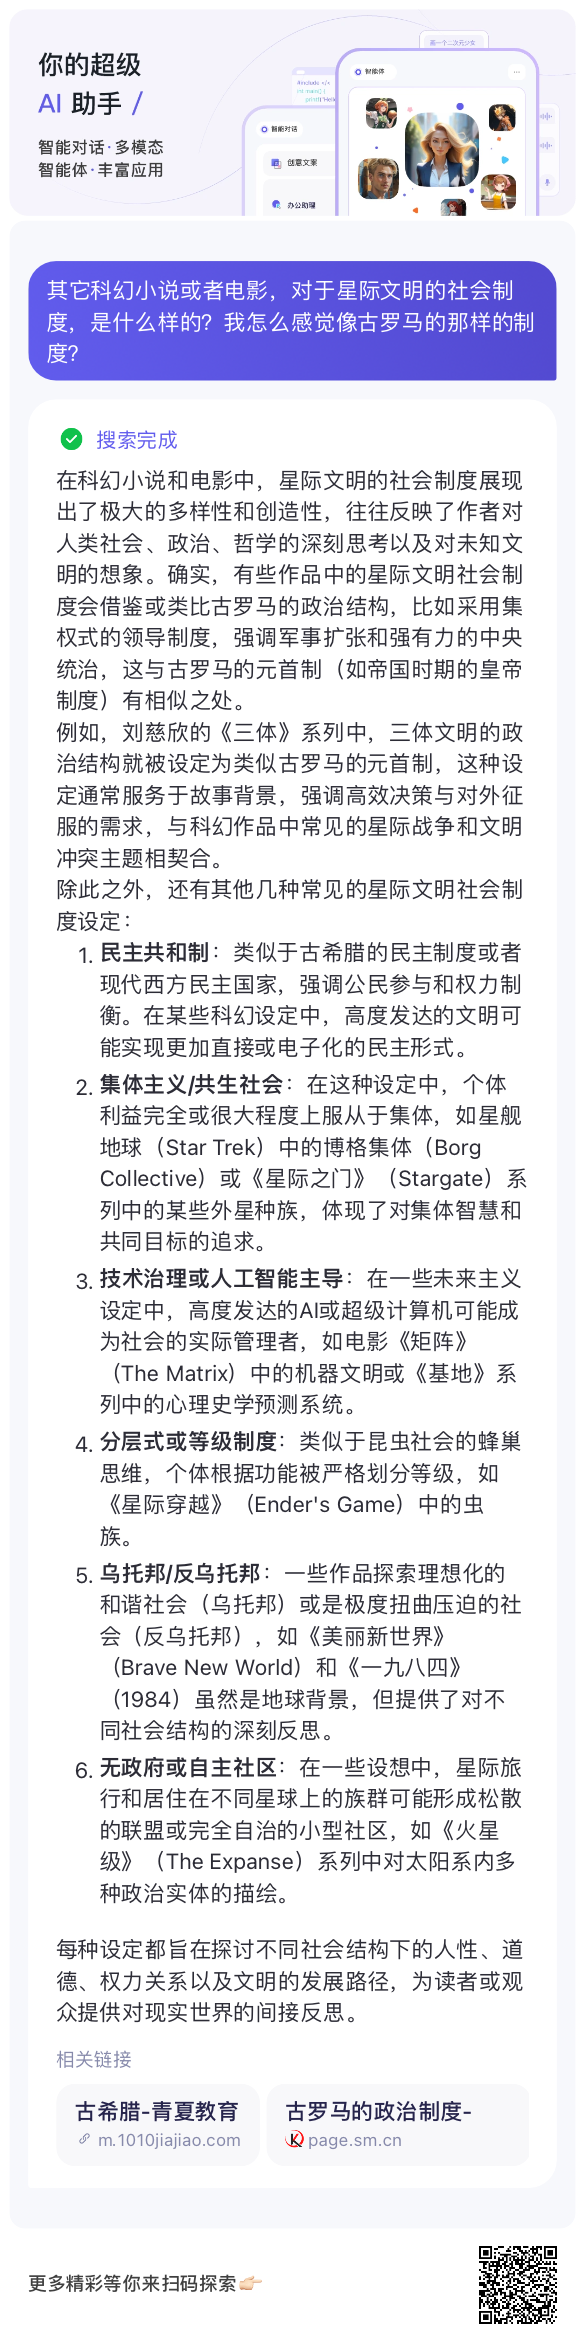 你的超级
AI 助手 /
智能对话·多模态
智能体·丰富应用
画一个二次元少女
#include </>
int main() {
智能对话
创意文案
办公助理
智能体
其它科幻小说或者电影，对于星际文明的社会制
度，是什么样的？我怎么感觉像古罗马的那样的制
度？
搜索完成
在科幻小说和电影中，星际文明的社会制度展现
出了极大的多样性和创造性，往往反映了作者对
人类社会、政治、哲学的深刻思考以及对未知文
明的想象。确实，有些作品中的星际文明社会制
度会借鉴或类比古罗马的政治结构，比如采用集
权式的领导制度，强调军事扩张和强有力的中央
统治，这与古罗马的元首制（如帝国时期的皇帝
制度）有相似之处。
例如，刘慈欣的《三体》系列中，三体文明的政
治结构就被设定为类似古罗马的元首制，这种设
定通常服务于故事背景，强调高效决策与对外征
服的需求，与科幻作品中常见的星际战争和文明
冲突主题相契合。
除此之外，还有其他几种常见的星际文明社会制
度设定：
1. 民主共和制：类似于古希腊的民主制度或者
现代西方民主国家，强调公民参与和权力制
衡。在某些科幻设定中，高度发达的文明可
能实现更加直接或电子化的民主形式。
2. 集体主义/共生社会：在这种设定中，个体
利益完全或很大程度上服从于集体，如星舰
地球（Star Trek）中的博格集体（Borg
Collective）或《星际之门》（Stargate）系
列中的某些外星种族，体现了对集体智慧和
共同目标的追求。
3. 技术治理或人工智能主导：在一些未来主义
设定中，高度发达的AI或超级计算机可能成
为社会的实际管理者，如电影《矩阵》
（The Matrix）中的机器文明或《基地》系
列中的心理史学预测系统。
4. 分层式或等级制度：类似于昆虫社会的蜂巢
思维，个体根据功能被严格划分等级，如
《星际穿越》（Ender's Game）中的虫
族。
5. 乌托邦/反乌托邦：一些作品探索理想化的
和谐社会（乌托邦）或是极度扭曲压迫的社
会（反乌托邦），如《美丽新世界》
（Brave New World）和《一九八四》
（1984）虽然是地球背景，但提供了对不
同社会结构的深刻反思。
6. 无政府或自主社区：在一些设想中，星际旅
行和居住在不同星球上的族群可能形成松散
的联盟或完全自治的小型社区，如《火星
级》（The Expanse）系列中对太阳系内多
种政治实体的描绘。
每种设定都旨在探讨不同社会结构下的人性、道
德、权力关系以及文明的发展路径，为读者或观
众提供对现实世界的间接反思。
相关链接
古希腊-青夏教育
m.1010jiajiao.com
古罗马的政治制度-
page.sm.cn
更多精彩等你来扫码探索👉🏻